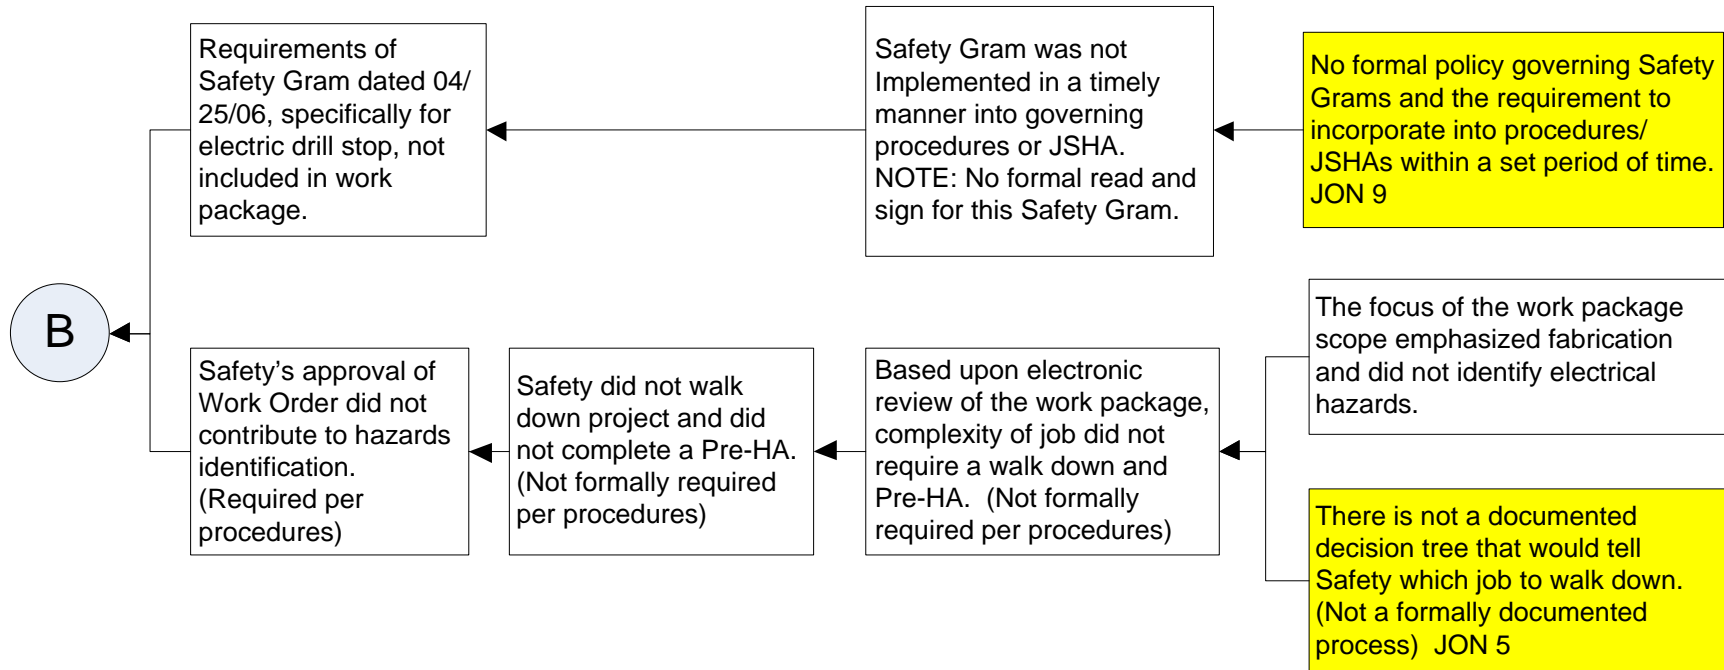 Requirements of
Safety Gram dated 04/
25/06, specifically for
electric drill stop, not
included in work
package.
Safety Gram was not
Implemented in a timely
manner into governing
procedures or JSHA.
NOTE: No formal read and
sign for this Safety Gram.
No formal policy governing Safety
Grams and the requirement to
incorporate into procedures/
JSHAs within a set period of time.
JON 9
B
Safety’s approval of
Work Order did not
contribute to hazards
identification.
(Required per
procedures)
Safety did not walk
down project and did
not complete a Pre-HA.
(Not formally required
per procedures)
Based upon electronic
review of the work package,
complexity of job did not
require a walk down and
Pre-HA.  (Not formally
required per procedures)
The focus of the work package
scope emphasized fabrication
and did not identify electrical
hazards.
There is not a documented
decision tree that would tell
Safety which job to walk down.
(Not a formally documented
process)  JON 5